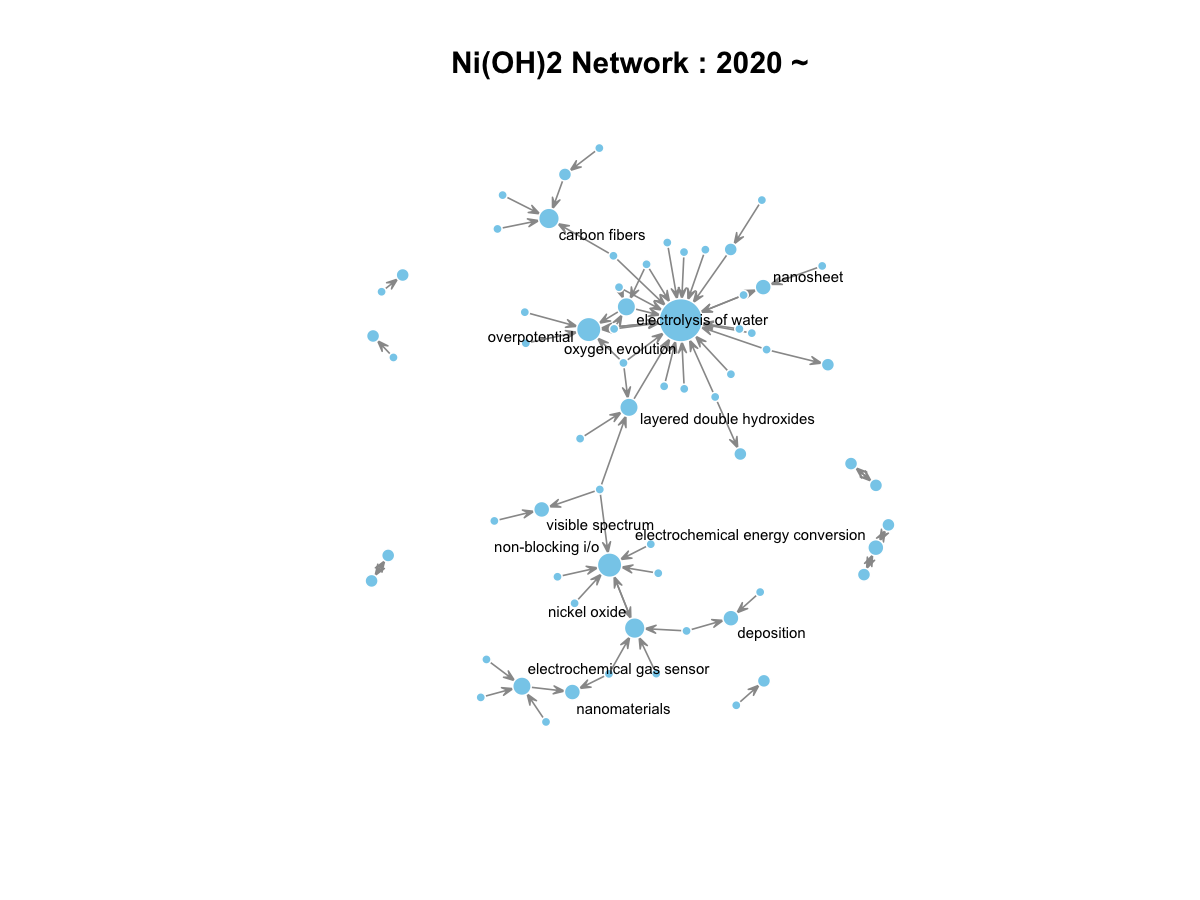 Ni(OH)2 Network : 2020 ~
carbon fibers
nanosheet
electrolysis of water
overpotential
oxygen evolution
layered double hydroxides
visible spectrum
electrochemical energy conversion
non-blocking i/o
nickel oxide
deposition
electrochemical gas sensor
nanomaterials